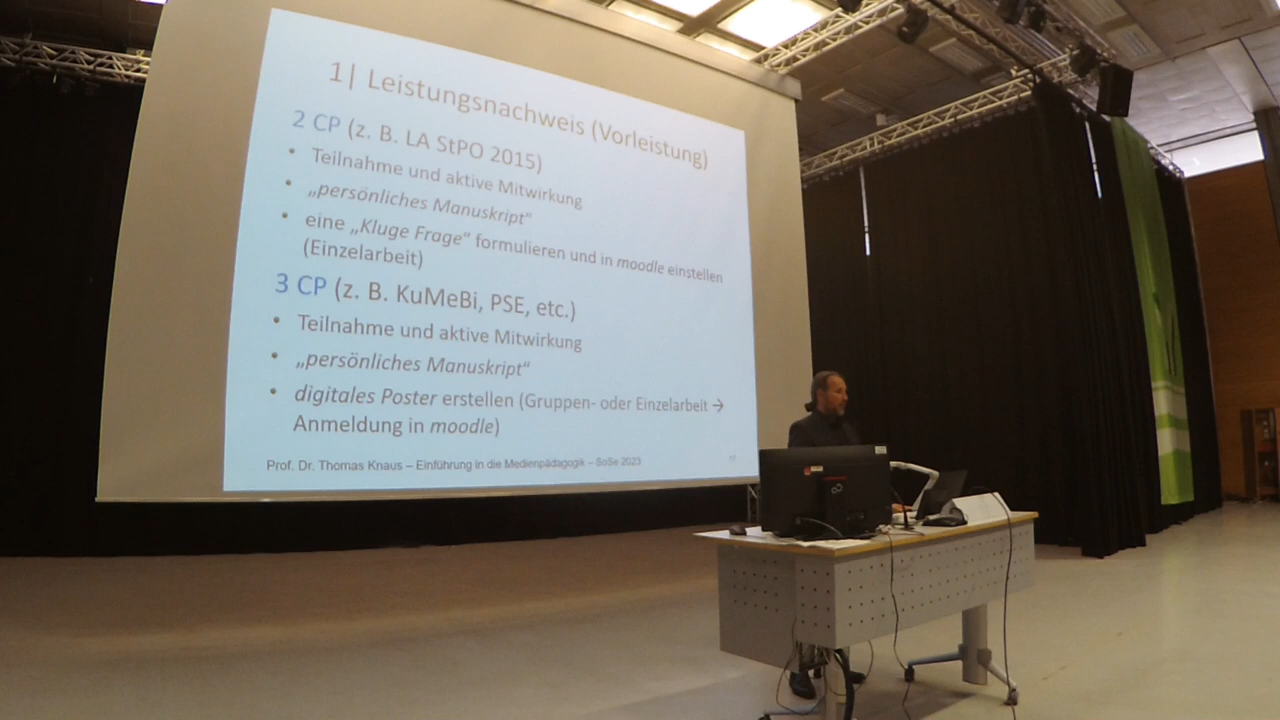 1| Leistungsnachweis (Vorleistung)
2 CP (z. B. LA StPO 2015)
• Teilnahme und aktive Mitwirkung
• „persönliches Manuskript“
• eine „Kluge Frage“ formulieren und in moodle einstellen
(Einzelarbeit)
3 CP (z. B. KuMeBi, PSE, etc.)
• Teilnahme und aktive Mitwirkung
• „persönliches Manuskript“
• digitales Poster erstellen (Gruppen- oder Einzelarbeit →
Anmeldung in moodle)
Prof. Dr. Thomas Knaus – Einführung in die Medienpädagogik – SoSe 2023